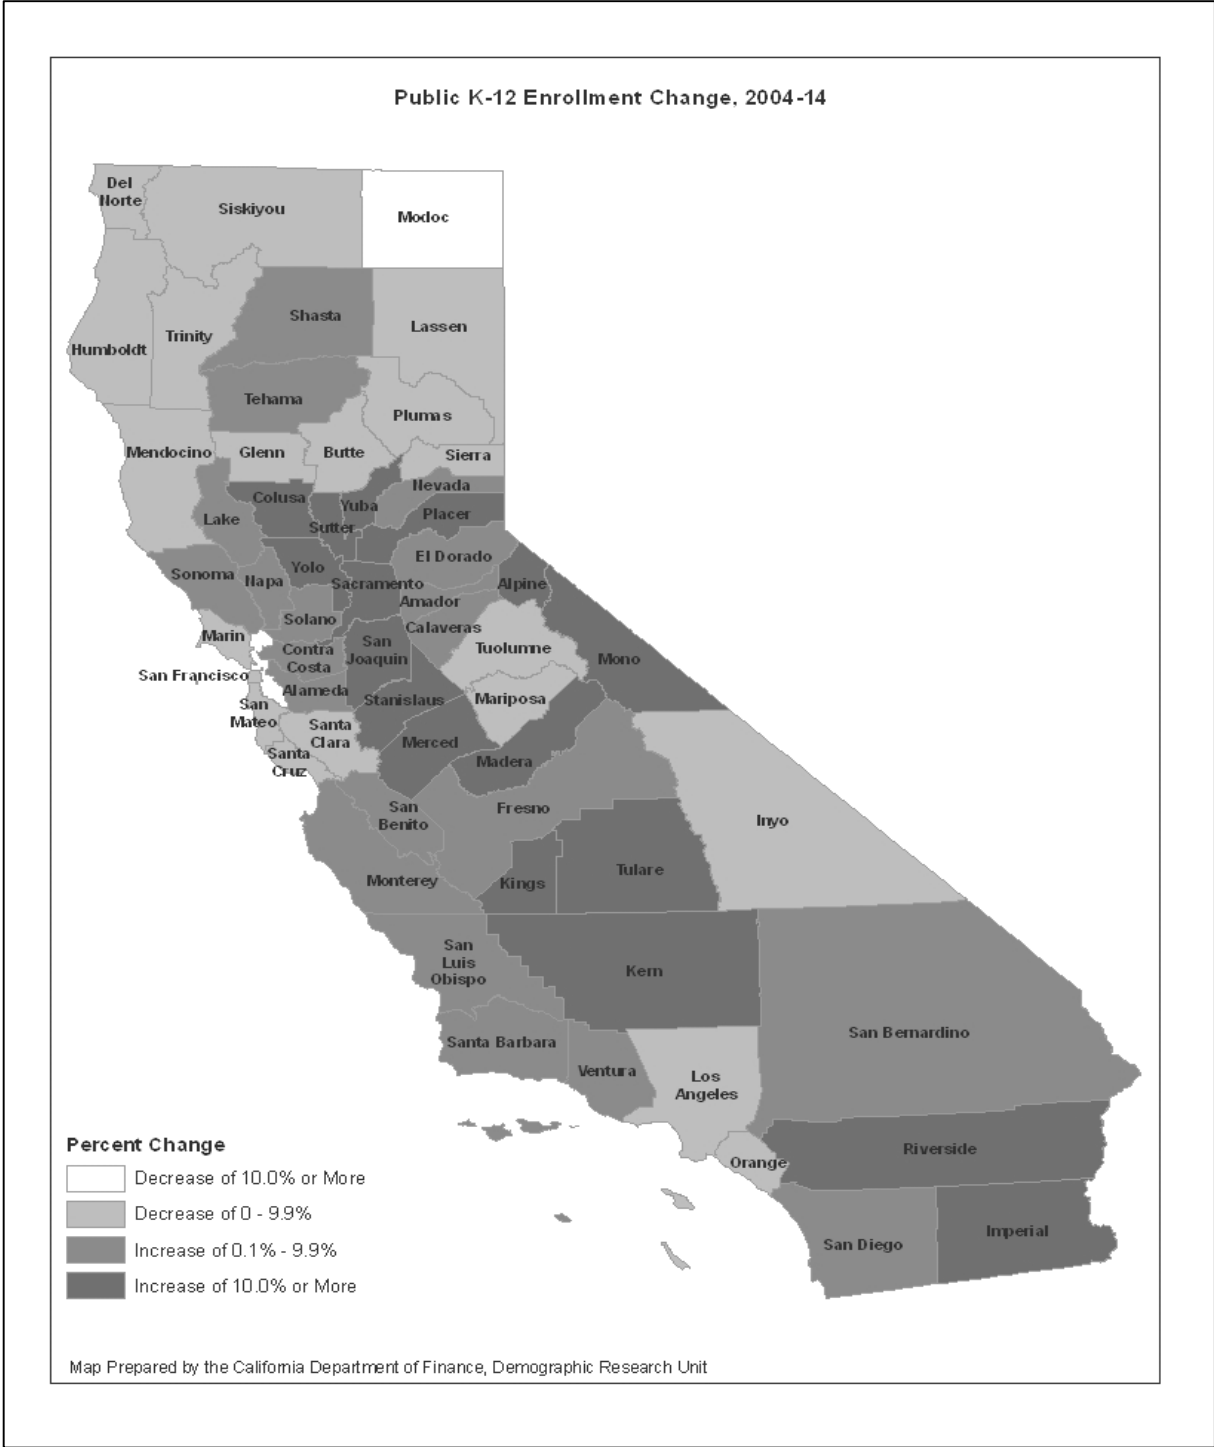 Public K-12 Enrollment Change, 2004-14
Del
Norte
Siskiyou
Modoc
Shasta
Lassen
Trinity
Humboldt
Tehama
Plumas
Mendocino
Glenn
Butte
Sierra
Nevada
Colusa
Yuba
Placer
Lake
Sutter
El Dorado
Yolo
Sonoma
Napa
Sacramento
Alpine
Amador
Solano
Calaveras
Marin
San
Joaquin
Tuolumne
Contra
Costa
Mono
San Francisco
Alameda
Stanislaus
Mariposa
San
Mateo
Santa
Clara
Merced
Santa
Cruz
Madera
San
Benito
Fresno
Inyo
Tulare
Monterey
Kings
San
Luis
Obispo
Kern
San Bernardino
Santa Barbara
Ventura
Los
Angeles
Riverside
Orange
Imperial
San Diego
Percent Change
Decrease of 10.0% or More
Decrease of 0 - 9.9%
Increase of 0.1% - 9.9%
Increase of 10.0% or More
Map Prepared by the California Department of Finance, Demographic Research Unit